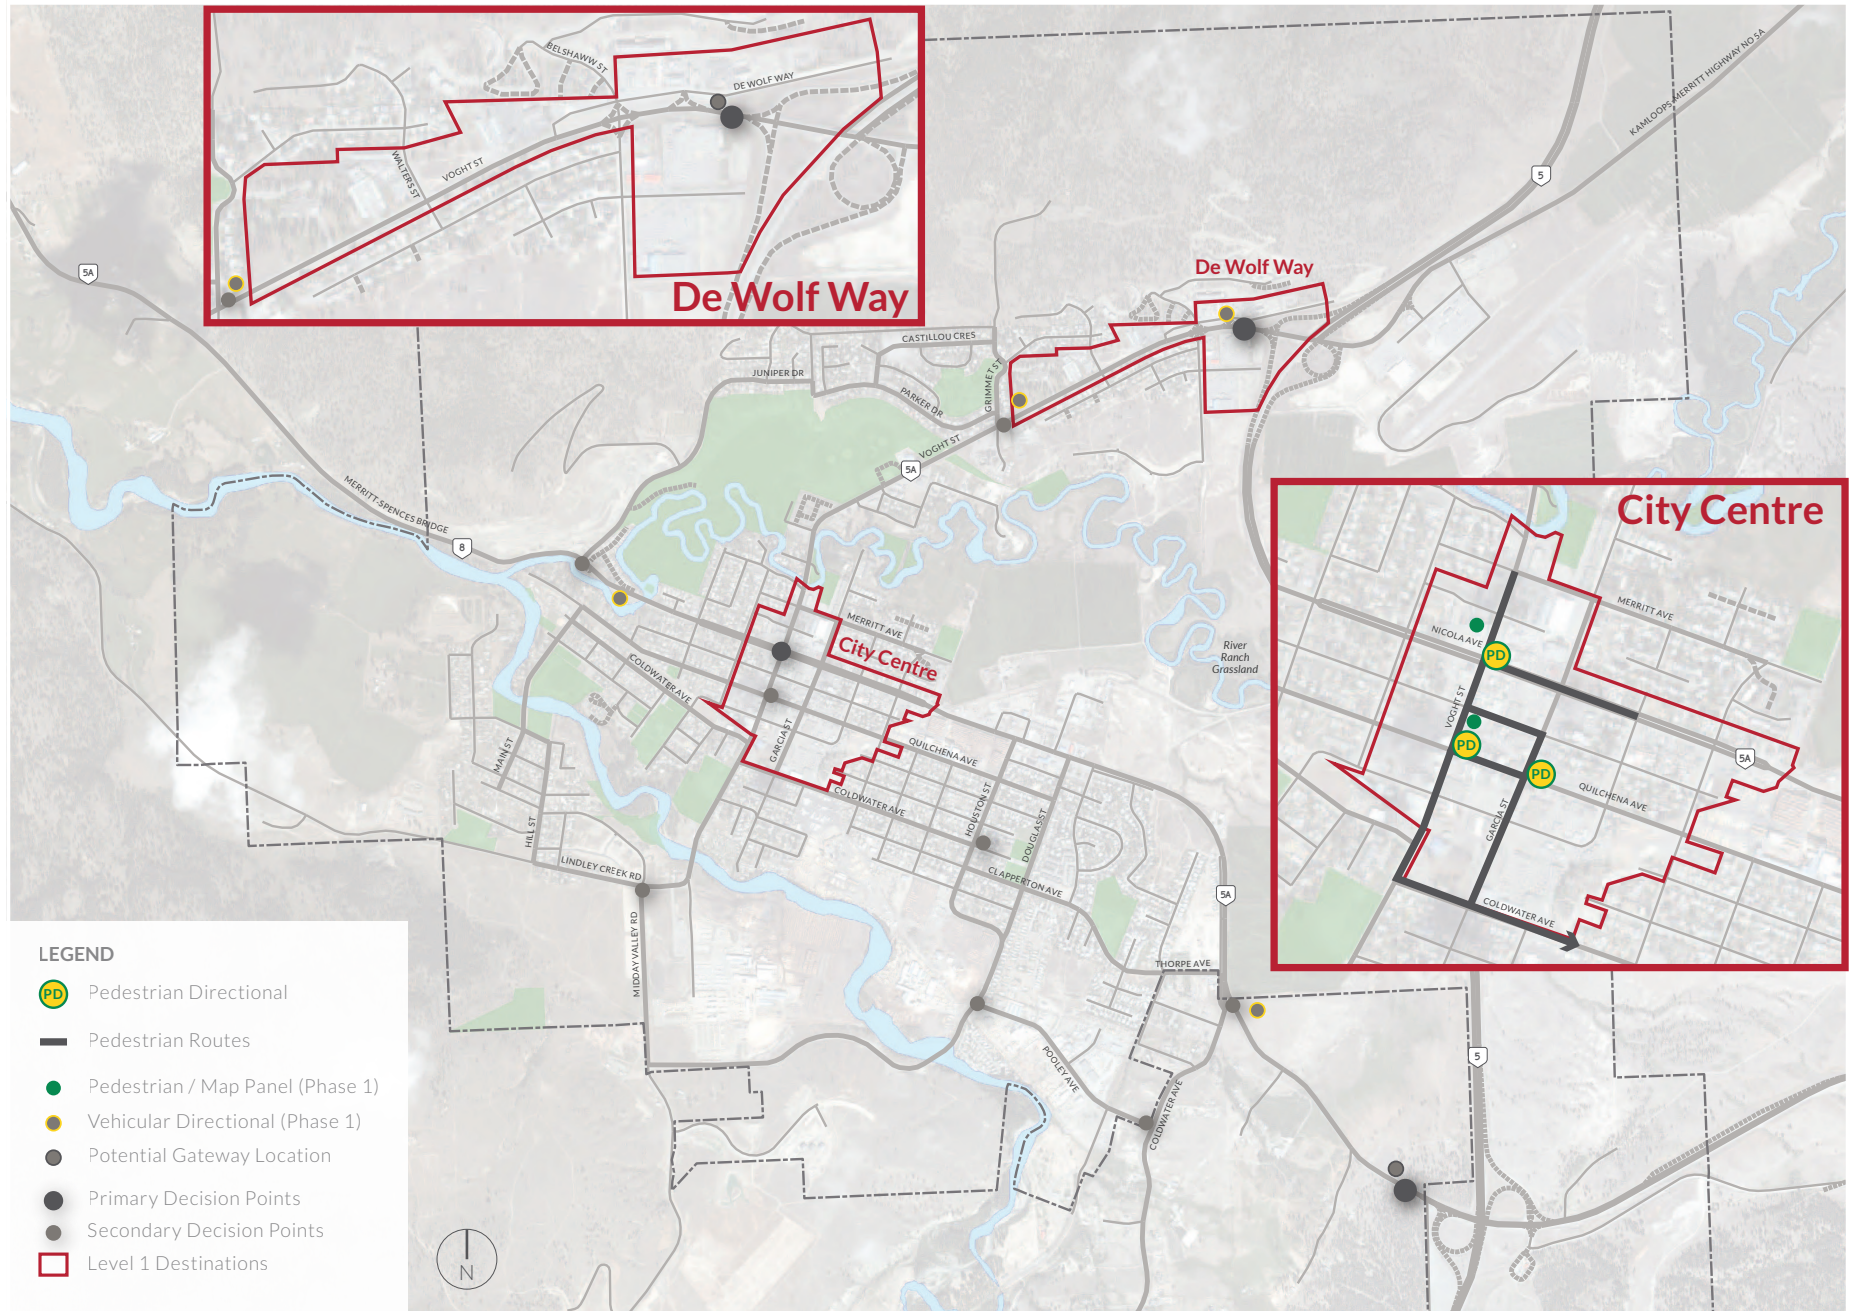 BELSHAWW ST
DE WOLF WAY
WALTERS ST
VOGHT ST
De Wolf Way
KAMLOOPS-MERRITT HIGHWAY NO 5A
5
5A
De Wolf Way
CASTILLOU CRES
JUNIPER DR
GRIMMET ST
PARKER DR
VOGHT ST
5A
MERRITT-SPENCES BRIDGE
8
MERRITT AVE
City Centre
COLDWATER AVE
River
Ranch
Grassland
GARCIA ST
MAIN ST
QUILCHENA AVE
HILL ST
COLDWATER AVE
HOUSTON ST
DOUGLAS ST
LINDLEY CREEK RD
CLAPPERTON AVE
5A
MIDDAY VALLEY RD
THORPE AVE
POOLEY AVE
COLDWATER AVE
5
City Centre
MERRITT AVE
NICOLA AVE
PD
VOGHT ST
PD
PD
5A
QUILCHENA AVE
GARCIA ST
COLDWATER AVE
LEGEND
PD Pedestrian Directional
Pedestrian Routes
Pedestrian / Map Panel (Phase 1)
Vehicular Directional (Phase 1)
Potential Gateway Location
Primary Decision Points
Secondary Decision Points
Level 1 Destinations
N